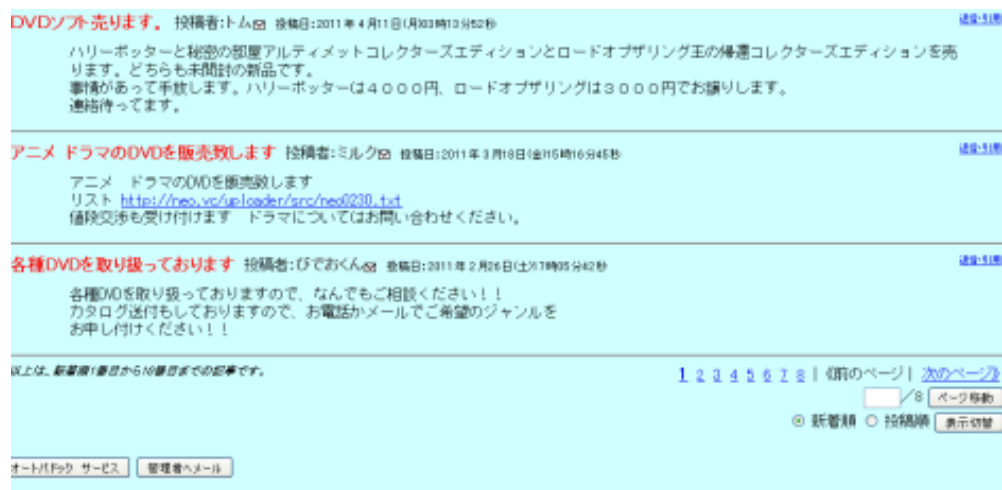 DVDソフト売ります。 投稿者:トム 投稿日:2011年 4月11日(月)03時13分52秒 返信・引用
ハリーポッターと秘密の部屋アルティメットコレクターズエディションとロードオブザリング王の帰還コレクターズエディションを売
ります。どちらも未開封の新品です。
事情があって手放します。ハリーポッターは4000円、ロードオブザリングは3000円でお譲りします。
連絡待ってます。
アニメ ドラマのDVDを販売致します 投稿者:ミルク 投稿日:2011年 3月18日(金)15時16分45秒 返信・引用
アニメ ドラマのDVDを販売致します
リスト http://neo.vc/uploader/src/neo0230.txt
値段交渉も受け付けます ドラマについてはお問い合わせください。
各種DVDを取り扱っております 投稿者:びでおくん 投稿日:2011年 2月26日(土)17時05分42秒 返信・引用
各種DVDを取り扱っておりますので、なんでもご相談ください!!
カタログ送付もしておりますので、お電話かメールでご希望のジャンルを
お申し付けください!!
以上は、新着順1番目から10番目までの記事です。
1 2 3 4 5 6 7 8 | 《前のページ | 次のページ》
/8 ページ移動
新着順 投稿順 表示切替
オートパドック サービス 管理者へメール